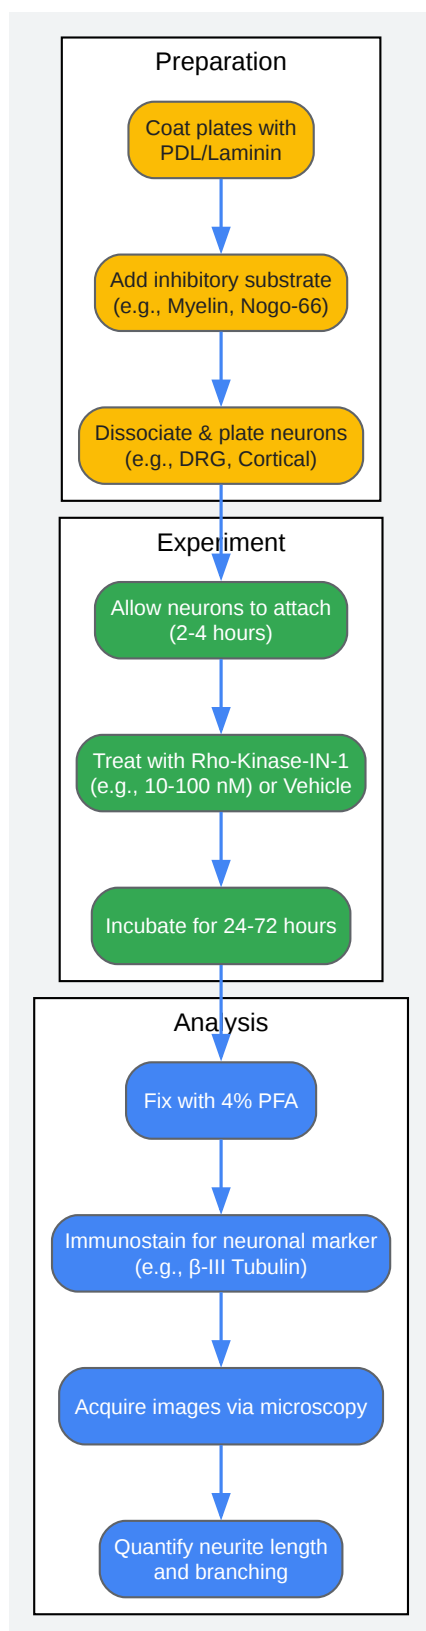 Preparation
Coat plates with
PDL/Laminin
Add inhibitory substrate
(e.g., Myelin, Nogo-66)
Dissociate & plate neurons
(e.g., DRG, Cortical)
Experiment
Allow neurons to attach
(2-4 hours)
Treat with Rho-Kinase-IN-1
(e.g., 10-100 nM) or Vehicle
Incubate for 24-72 hours
Analysis
Fix with 4% PFA
Immunostain for neuronal marker
(e.g., β-III Tubulin)
Acquire images via microscopy
Quantify neurite length
and branching